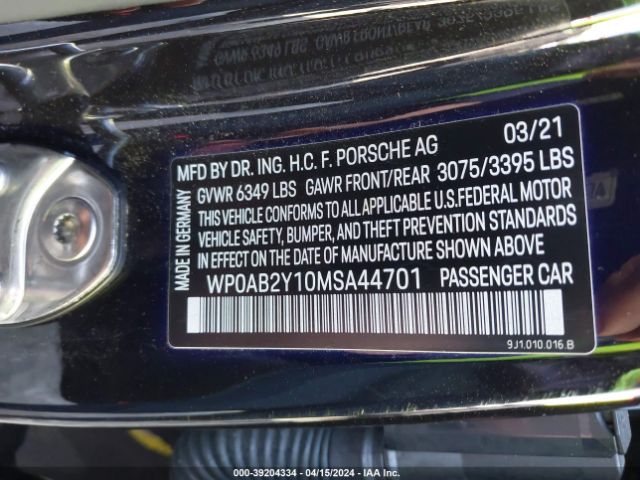 MFD BY DR. ING. H.C. F. PORSCHE AG 03/21
GVWR 6349 LBS GAWR FRONT/REAR 3075/3395 LBS
THIS VEHICLE CONFORMS TO ALL APPLICABLE U.S.FEDERAL MOTOR
VEHICLE SAFETY, BUMPER, AND THEFT PREVENTION STANDARDS
IN EFFECT ON THE DATE OF MANUFACTURE SHOWN ABOVE
WP0AB2Y10MSA44701 PASSENGER CAR
MADE IN GERMANY
9J1.010.016.B
000-39204334 - 04/15/2024 - IAA Inc.